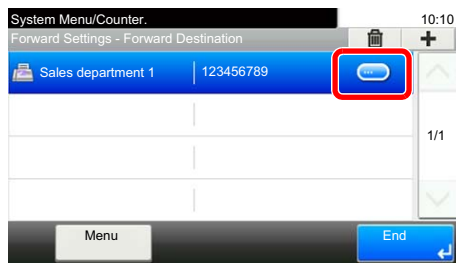 System Menu/Counter. 10:10
Forward Settings - Forward Destination
Sales department 1 123456789
1/1
Menu End